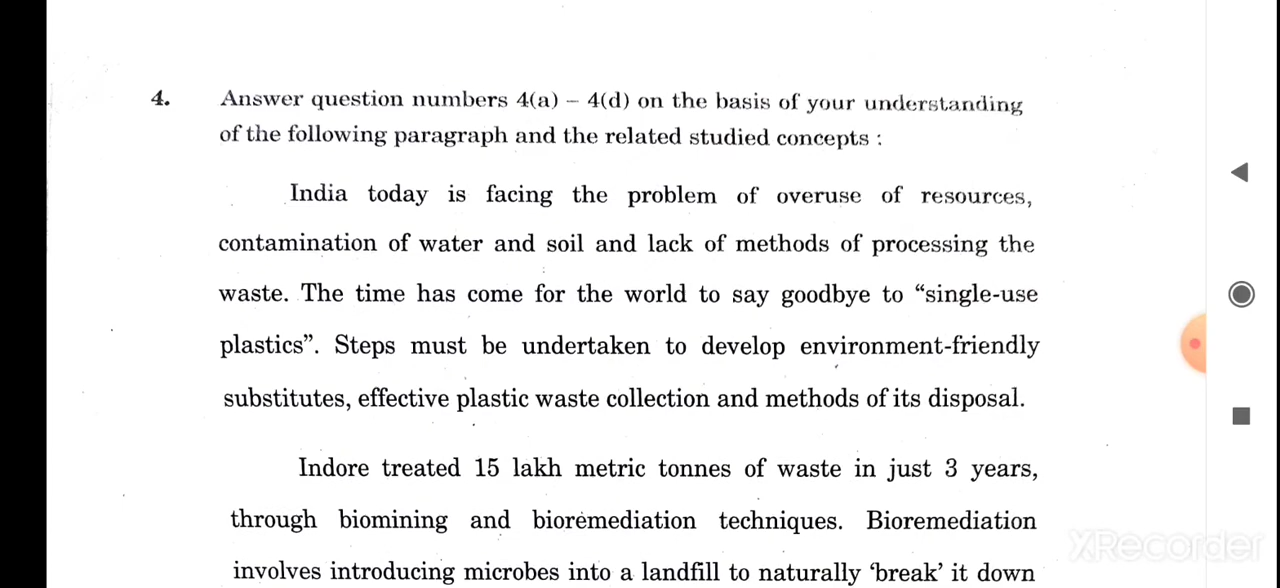 4. Answer question numbers 4(a) – 4(d) on the basis of your understanding
of the following paragraph and the related studied concepts :
India today is facing the problem of overuse of resources,
contamination of water and soil and lack of methods of processing the
waste. The time has come for the world to say goodbye to “single-use
plastics”. Steps must be undertaken to develop environment-friendly
substitutes, effective plastic waste collection and methods of its disposal.
Indore treated 15 lakh metric tonnes of waste in just 3 years,
through biomining and bioremediation techniques. Bioremediation
XRecorder
involves introducing microbes into a landfill to naturally ‘break’ it down